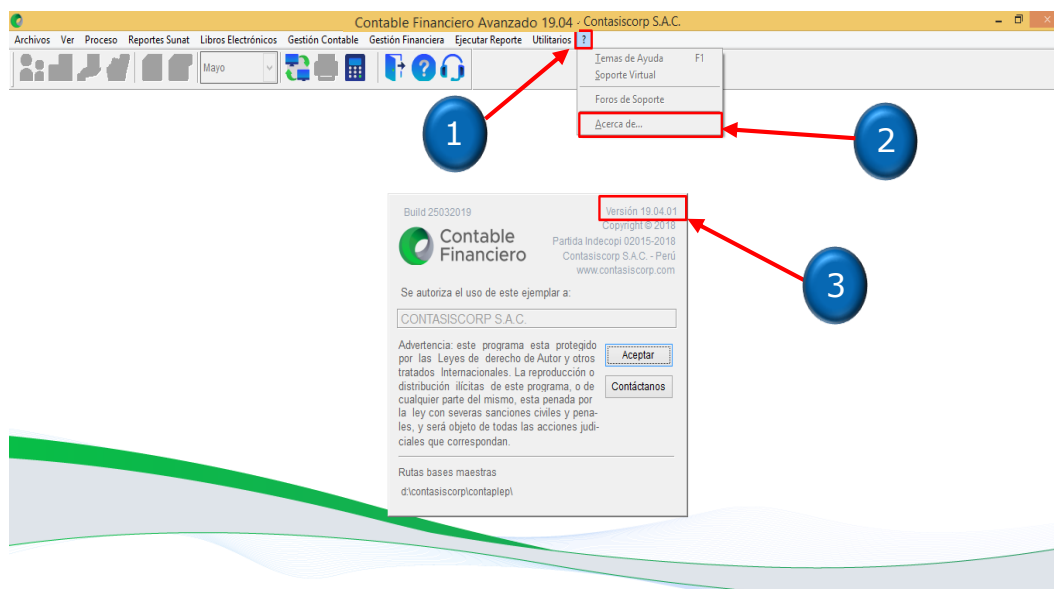 Contable Financiero Avanzado 19.04 - Contasiscorp S.A.C.
Archivos Ver Proceso Reportes Sunat Libros Electrónicos Gestión Contable Gestión Financiera Ejecutar Reporte Utilitarios ?
Mayo
Temas de Ayuda F1
Soporte Virtual
Foros de Soporte
Acerca de...
1
2
3
Build 25032019
Versión 19.04.01
Copyright © 2018
Partida Indecopi 02015-2018
Contasiscorp S.A.C. - Perú
www.contasiscorp.com
Contable
Financiero
Se autoriza el uso de este ejemplar a:
CONTASISCORP S.A.C.
Advertencia: este programa esta protegido
por las Leyes de derecho de Autor y otros
tratados Internacionales. La reproducción o
distribución ilícitas de este programa, o de
cualquier parte del mismo, esta penada por
la ley con severas sanciones civiles y pena-
les, y será objeto de todas las acciones judi-
ciales que correspondan.
Aceptar
Contáctanos
Rutas bases maestras
d:\contasiscorp\contaplep\